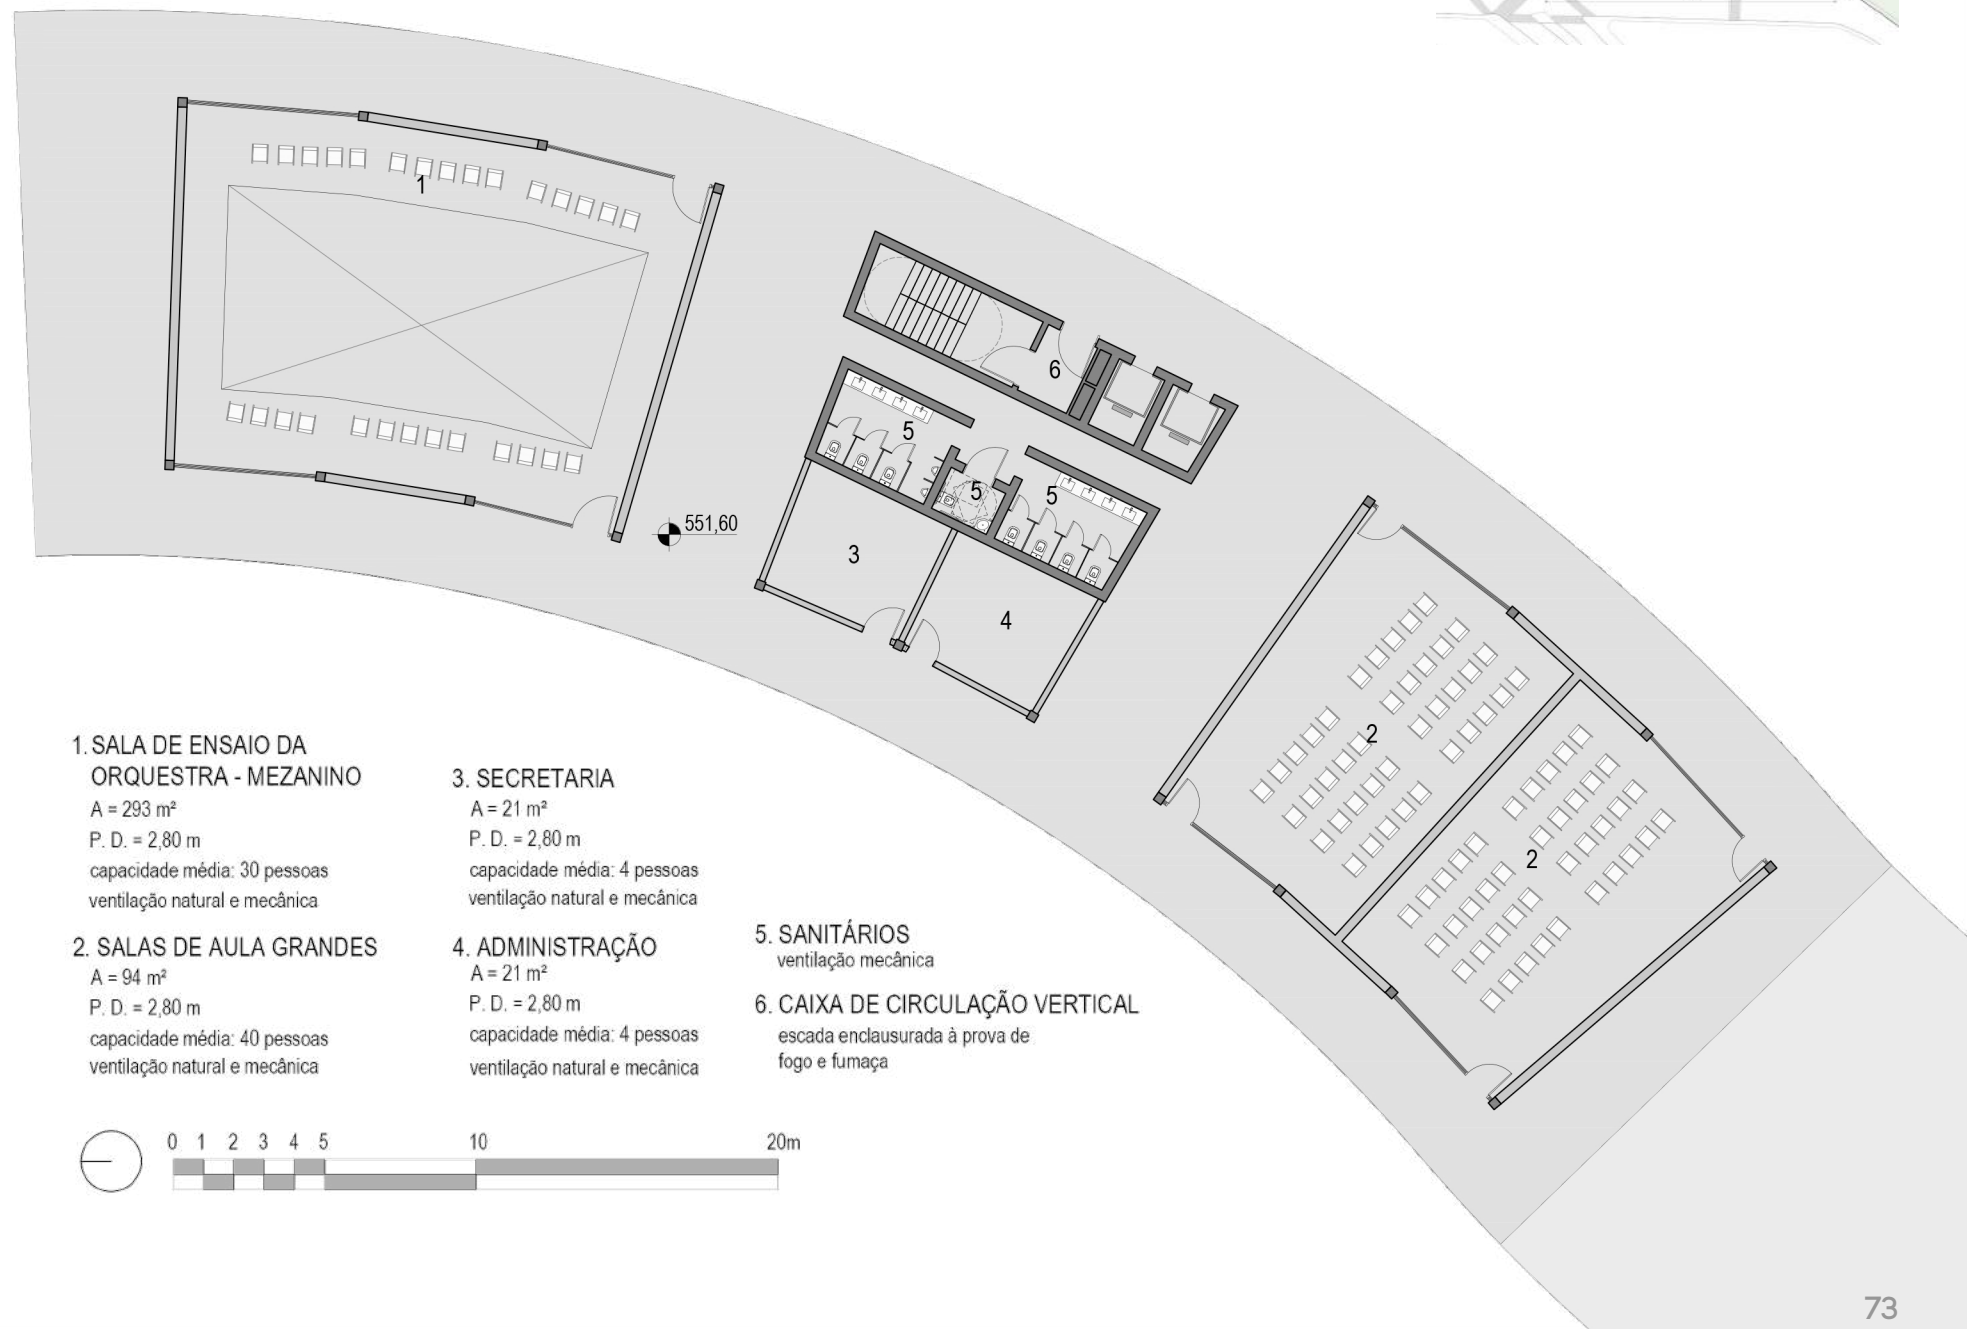 1
6
5
5
5
551,60
3
4
2
2
1. SALA DE ENSAIO DA
ORQUESTRA - MEZANINO
A = 293 m²
P. D. = 2,80 m
capacidade média: 30 pessoas
ventilação natural e mecânica
2. SALAS DE AULA GRANDES
A = 94 m²
P. D. = 2,80 m
capacidade média: 40 pessoas
ventilação natural e mecânica
3. SECRETARIA
A = 21 m²
P. D. = 2,80 m
capacidade média: 4 pessoas
ventilação natural e mecânica
4. ADMINISTRAÇÃO
A = 21 m²
P. D. = 2,80 m
capacidade média: 4 pessoas
ventilação natural e mecânica
5. SANITÁRIOS
ventilação mecânica
6. CAIXA DE CIRCULAÇÃO VERTICAL
escada enclausurada à prova de
fogo e fumaça
0 1 2 3 4 5 10 20m
73